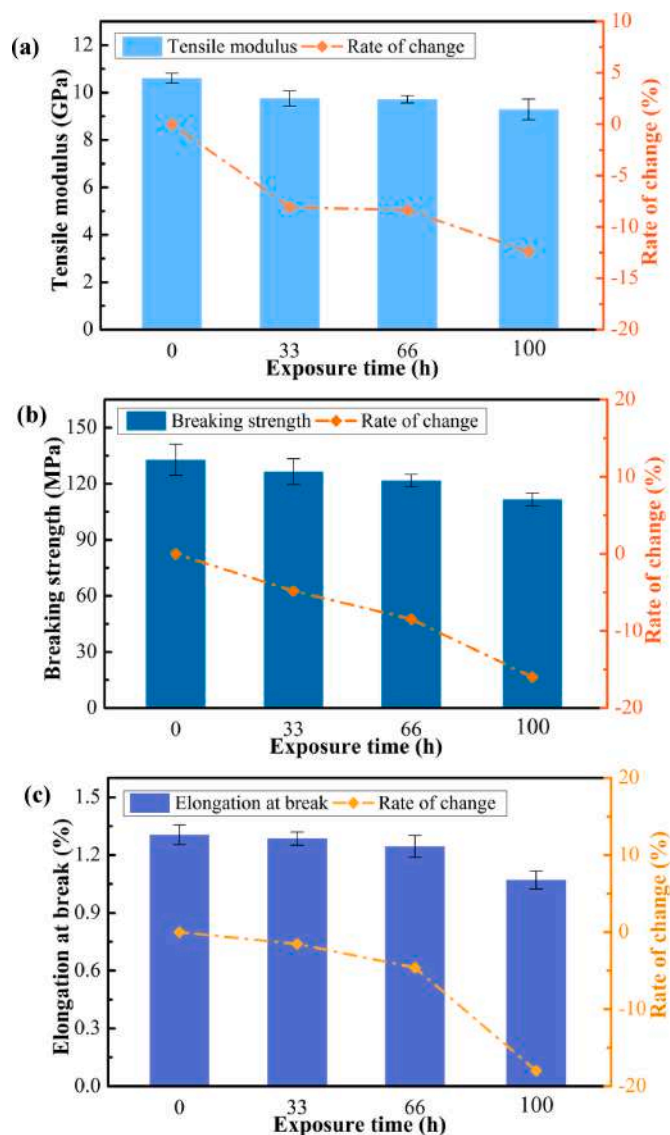 (a)
Tensile modulus
Rate of change
Tensile modulus (GPa)
12
10
8
6
4
2
0
10
5
0
-5
-10
-15
-20
Rate of change (%)
0 33 66 100
Exposure time (h)
(b)
Breaking strength
Rate of change
Breaking strength (MPa)
150
120
90
60
30
0
20
10
0
-10
-20
Rate of change (%)
0 33 66 100
Exposure time (h)
(c)
Elongation at break
Rate of change
Elongation at break (%)
1.5
1.2
0.9
0.6
0.3
0.0
20
10
0
-10
-20
Rate of change (%)
0 33 66 100
Exposure time (h)